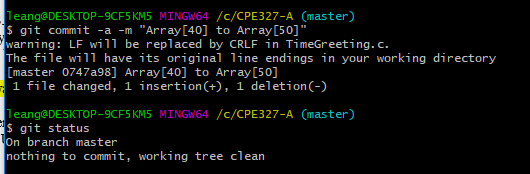 leang@DESKTOP-9CF5KM5 MINGW64 /c/CPE327-A (master)
$ git commit -a -m "Array[40] to Array[50]"
warning: LF will be replaced by CRLF in TimeGreeting.c.
The file will have its original line endings in your working directory
[master 0747a98] Array[40] to Array[50]
 1 file changed, 1 insertion(+), 1 deletion(-)

leang@DESKTOP-9CF5KM5 MINGW64 /c/CPE327-A (master)
$ git status
On branch master
nothing to commit, working tree clean